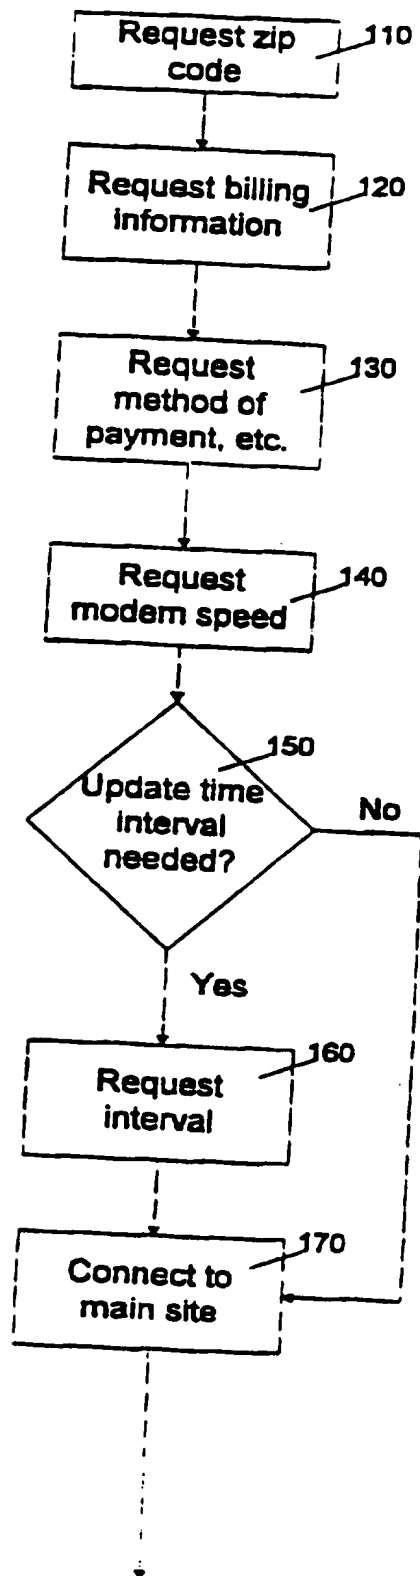 Request zip
code
110
Request billing
information
120
Request
method of
payment, etc.
130
Request
modem speed
140
150
Update time
interval
needed?
No
Yes
160
Request
interval
170
Connect to
main site